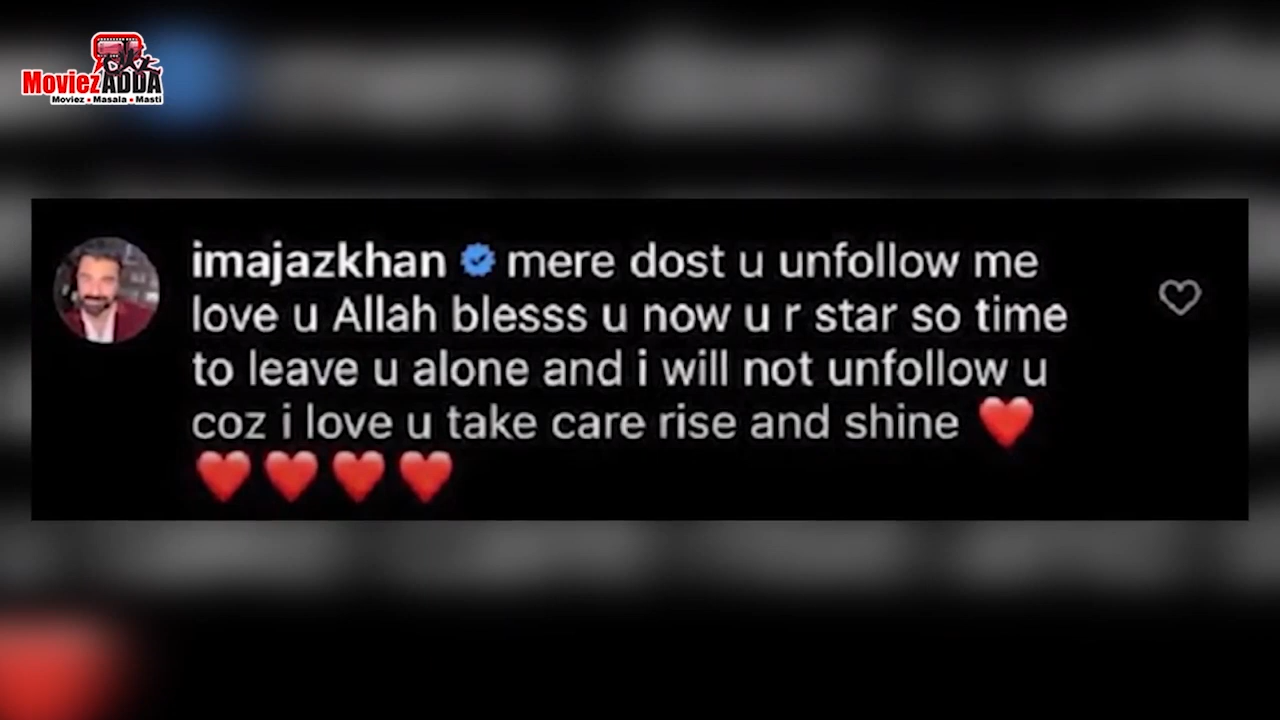 MoviezADDA
Moviez • Masala • Masti
imajazkhan mere dost u unfollow me
love u Allah blesss u now u r star so time
to leave u alone and i will not unfollow u
coz i love u take care rise and shine ❤️
❤️❤️❤️❤️